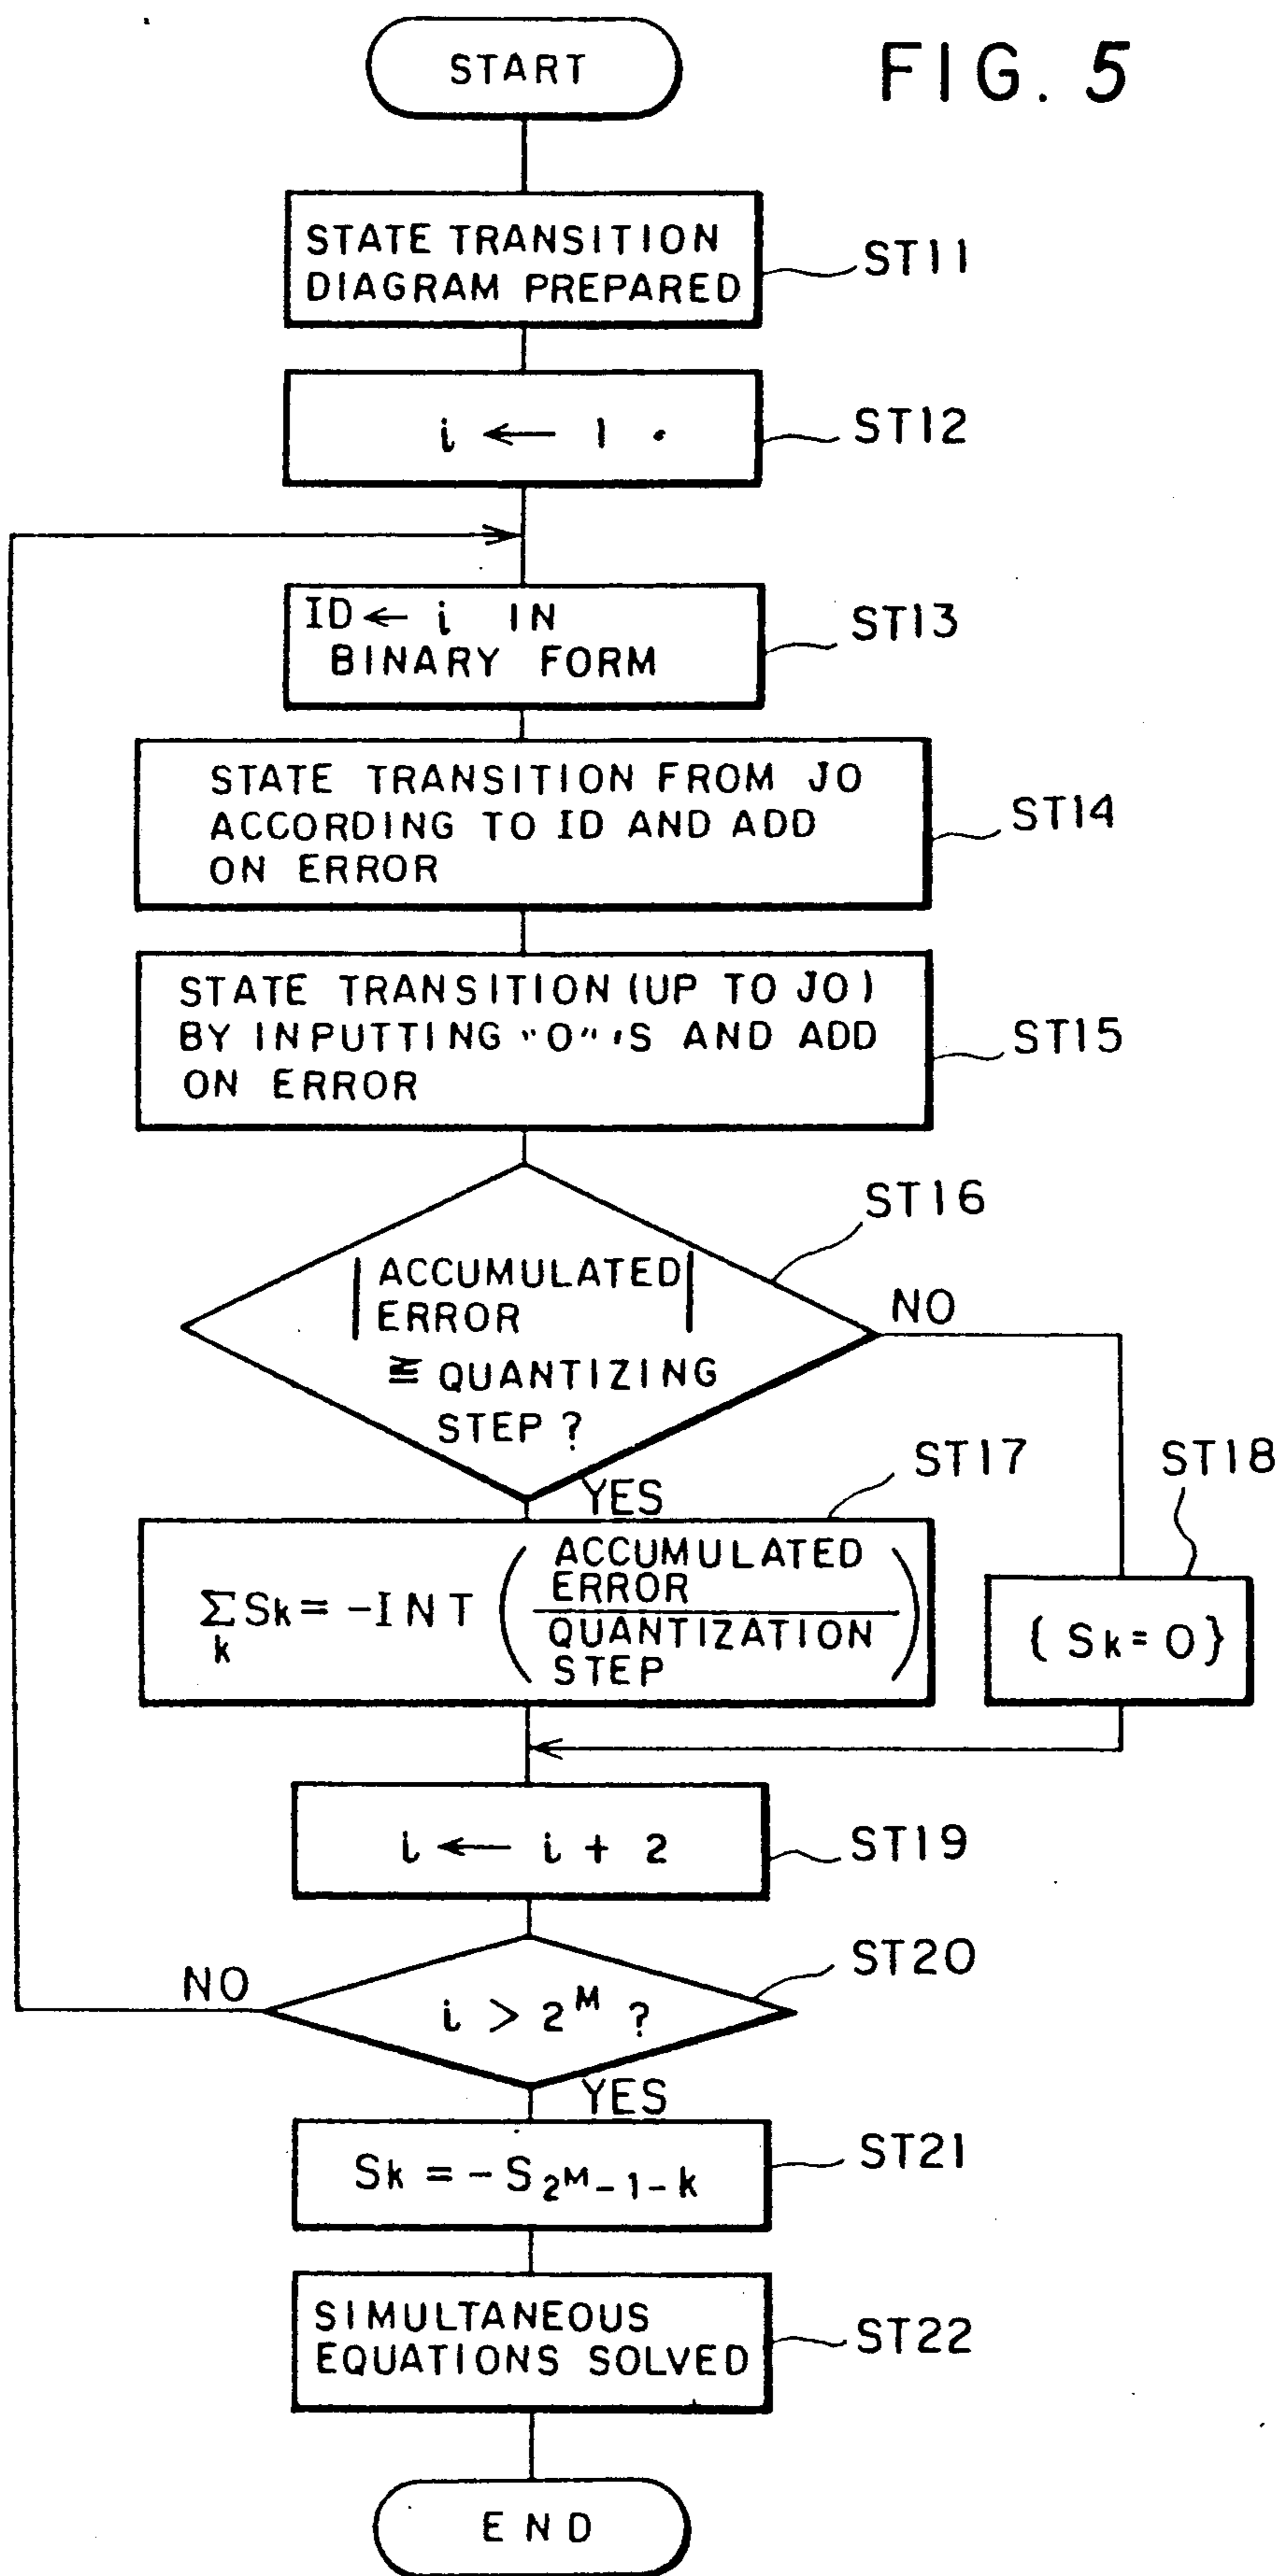 FIG. 5
START
STATE TRANSITION
DIAGRAM PREPARED
ST11
i ← 1
ST12
ID ← i IN
BINARY FORM
ST13
STATE TRANSITION FROM J0
ACCORDING TO ID AND ADD
ON ERROR
ST14
STATE TRANSITION (UP TO J0)
BY INPUTTING "0"'S AND ADD
ON ERROR
ST15
ST16
| ACCUMULATED
ERROR |
≧ QUANTIZING
STEP ?
NO
YES
ST17
ST18
∑k Sk = -INT ( ACCUMULATED
ERROR
QUANTIZATION
STEP )
{ Sk = 0 }
i ← i + 2
ST19
ST20
NO
i > 2^M ?
YES
Sk = -S2^M-1-k
ST21
SIMULTANEOUS
EQUATIONS SOLVED
ST22
END